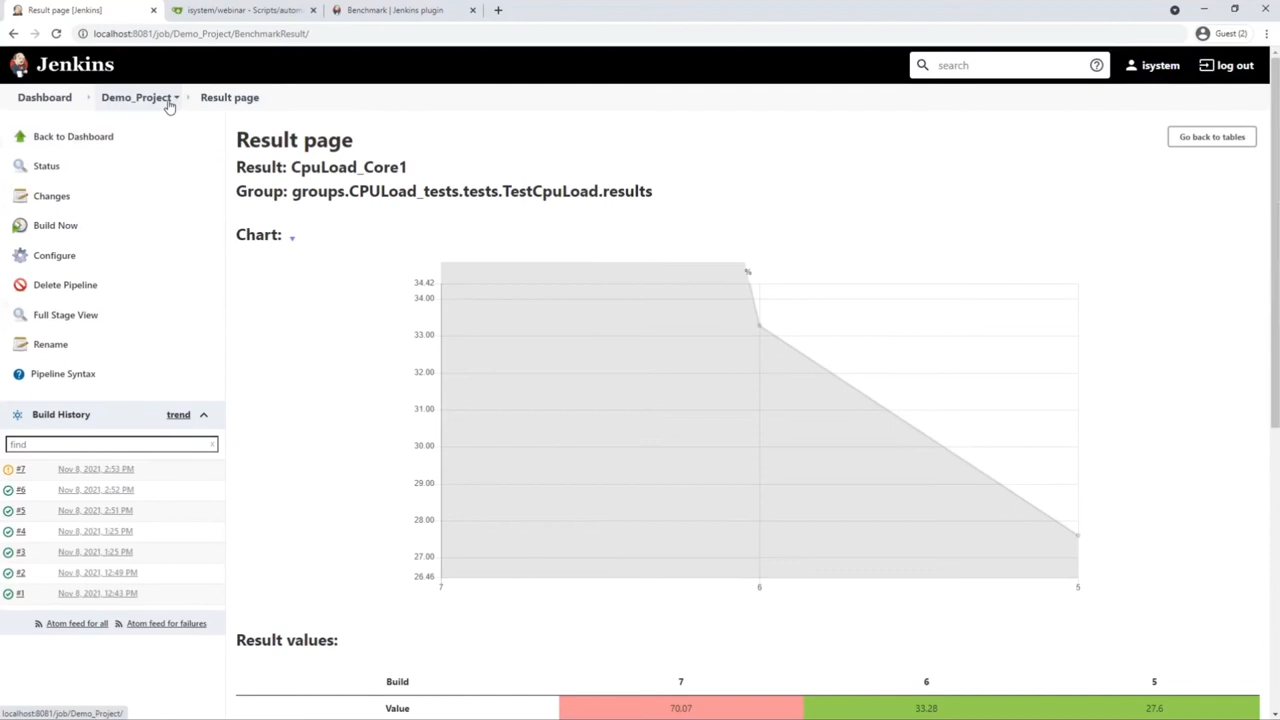 Result page [Jenkins]
isystem/webinar - Scripts/autom
Benchmark | Jenkins plugin
localhost:8081/job/Demo_Project/BenchmarkResult/
Guest (2)
Jenkins
search
isystem
log out
Dashboard
Demo_Project
Result page
Back to Dashboard
Status
Changes
Build Now
Configure
Delete Pipeline
Full Stage View
Rename
Pipeline Syntax
Build History
trend
find
#7 Nov 8, 2021, 2:53 PM
#6 Nov 8, 2021, 2:52 PM
#5 Nov 8, 2021, 2:51 PM
#4 Nov 8, 2021, 1:25 PM
#3 Nov 8, 2021, 1:25 PM
#2 Nov 8, 2021, 12:49 PM
#1 Nov 8, 2021, 12:43 PM
Atom feed for all
Atom feed for failures
localhost:8081/job/Demo_Project/
Result page
Go back to tables
Result: CpuLoad_Core1
Group: groups.CPULoad_tests.tests.TestCpuLoad.results
Chart:
%
34.42
34.00
33.00
32.00
31.00
30.00
29.00
28.00
27.00
26.46
7 6 5
Result values:
Build 7 6 5
Value 70.07 33.28 27.6